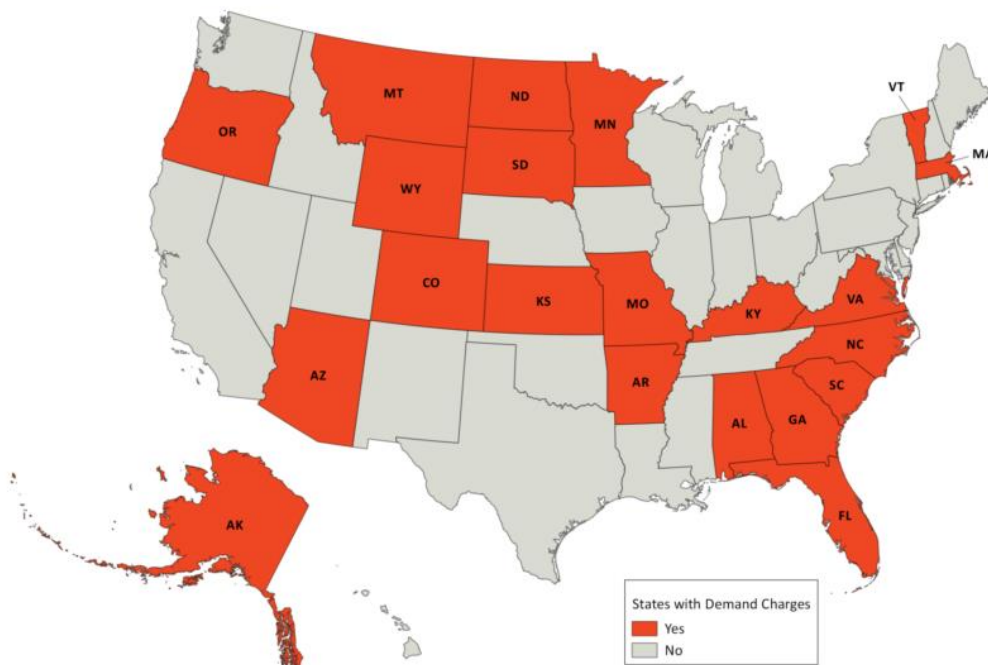 VT
MT
ND
MN
OR
MA
SD
WY
CO
KS
MO
VA
KY
NC
AZ
AR
SC
AL
GA
FL
AK
States with Demand Charges
Yes
No